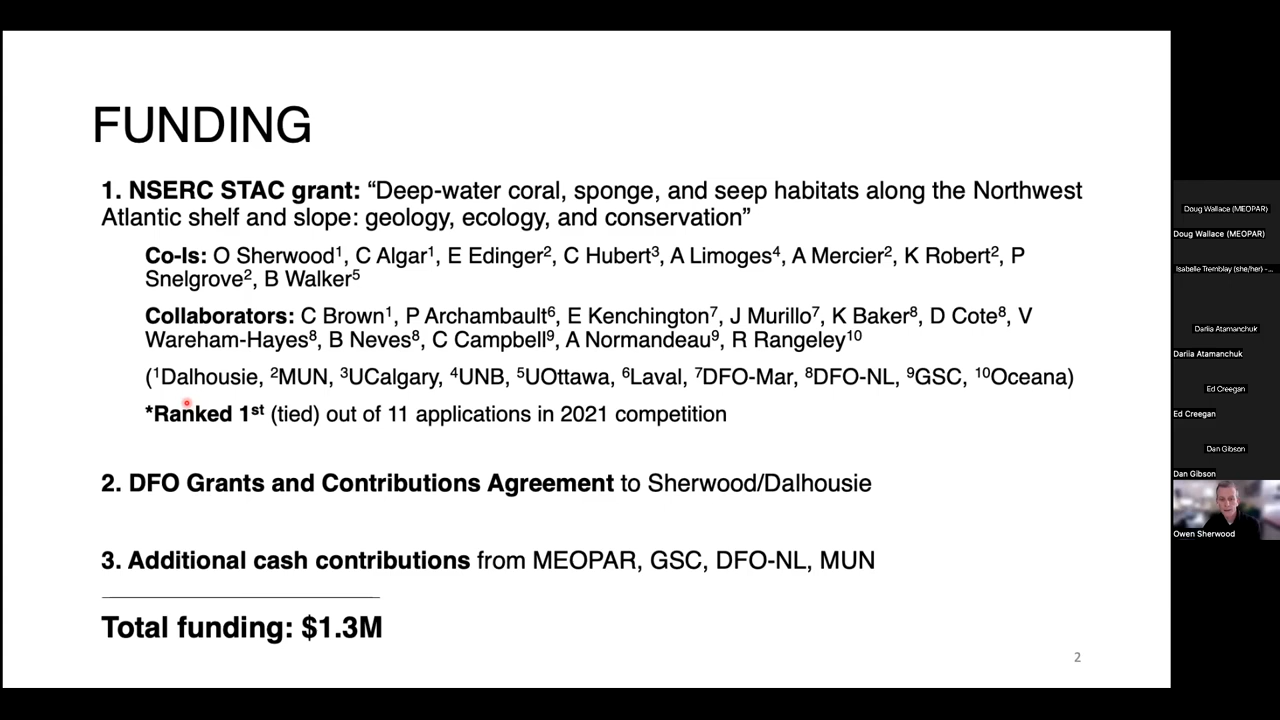 FUNDING
1. NSERC STAC grant: “Deep-water coral, sponge, and seep habitats along the Northwest
Atlantic shelf and slope: geology, ecology, and conservation”
Co-Is: O Sherwood¹, C Algar¹, E Edinger², C Hubert³, A Limoges⁴, A Mercier², K Robert², P
Snelgrove², B Walker⁵
Collaborators: C Brown¹, P Archambault⁶, E Kenchington⁷, J Murillo⁷, K Baker⁸, D Cote⁸, V
Wareham-Hayes⁸, B Neves⁸, C Campbell⁹, A Normandeau⁹, R Rangeley¹⁰
(¹Dalhousie, ²MUN, ³UCalgary, ⁴UNB, ⁵UOttawa, ⁶Laval, ⁷DFO-Mar, ⁸DFO-NL, ⁹GSC, ¹⁰Oceana)
*Ranked 1ˢᵗ (tied) out of 11 applications in 2021 competition
2. DFO Grants and Contributions Agreement to Sherwood/Dalhousie
3. Additional cash contributions from MEOPAR, GSC, DFO-NL, MUN
Total funding: $1.3M
2
Doug Wallace (MEOPAR)
Doug Wallace (MEOPAR)
Isabelle Tremblay (she/her) -...
Dariia Atamanchuk
Dariia Atamanchuk
Ed Creegan
Ed Creegan
Dan Gibson
Dan Gibson
Owen Sherwood